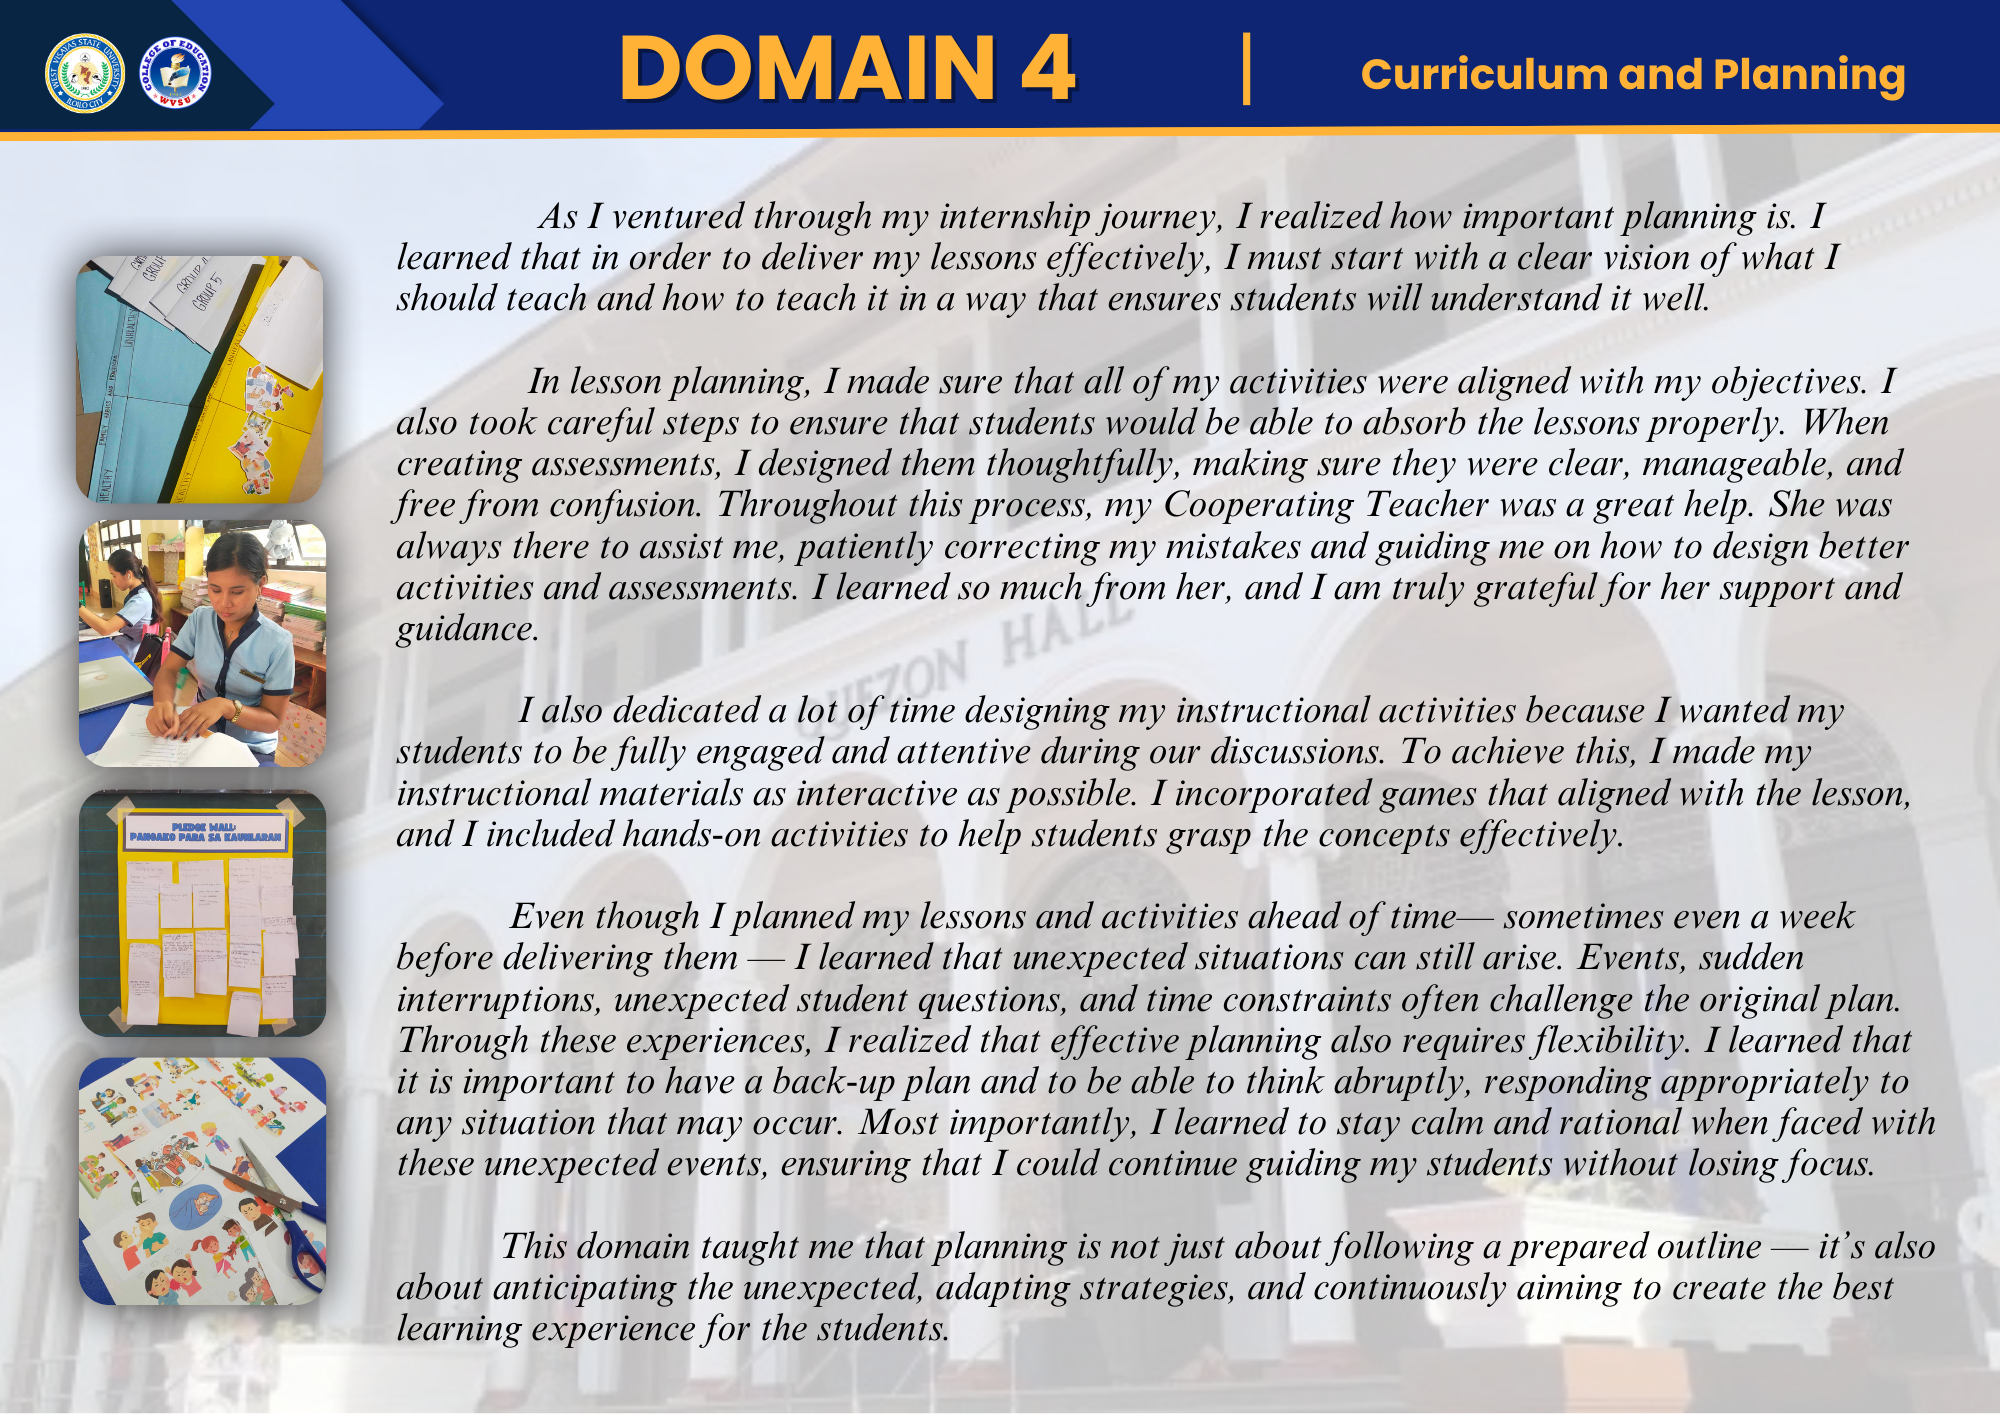 WEST VISAYAS STATE UNIVERSITY
ILOILO CITY
COLLEGE OF EDUCATION
WVSU
DOMAIN 4
Curriculum and Planning
As I ventured through my internship journey, I realized how important planning is. I
learned that in order to deliver my lessons effectively, I must start with a clear vision of what I
should teach and how to teach it in a way that ensures students will understand it well.
In lesson planning, I made sure that all of my activities were aligned with my objectives. I
also took careful steps to ensure that students would be able to absorb the lessons properly. When
creating assessments, I designed them thoughtfully, making sure they were clear, manageable, and
free from confusion. Throughout this process, my Cooperating Teacher was a great help. She was
always there to assist me, patiently correcting my mistakes and guiding me on how to design better
activities and assessments. I learned so much from her, and I am truly grateful for her support and
guidance.
I also dedicated a lot of time designing my instructional activities because I wanted my
students to be fully engaged and attentive during our discussions. To achieve this, I made my
instructional materials as interactive as possible. I incorporated games that aligned with the lesson,
and I included hands-on activities to help students grasp the concepts effectively.
Even though I planned my lessons and activities ahead of time— sometimes even a week
before delivering them — I learned that unexpected situations can still arise. Events, sudden
interruptions, unexpected student questions, and time constraints often challenge the original plan.
Through these experiences, I realized that effective planning also requires flexibility. I learned that
it is important to have a back-up plan and to be able to think abruptly, responding appropriately to
any situation that may occur. Most importantly, I learned to stay calm and rational when faced with
these unexpected events, ensuring that I could continue guiding my students without losing focus.
This domain taught me that planning is not just about following a prepared outline — it’s also
about anticipating the unexpected, adapting strategies, and continuously aiming to create the best
learning experience for the students.
QUEZON HALL
GROUP 4
GROUP 5
UNHEALTHY
HEALTHY
PLEDGE WALL:
PANGAKO PARA SA KAUNLARAN